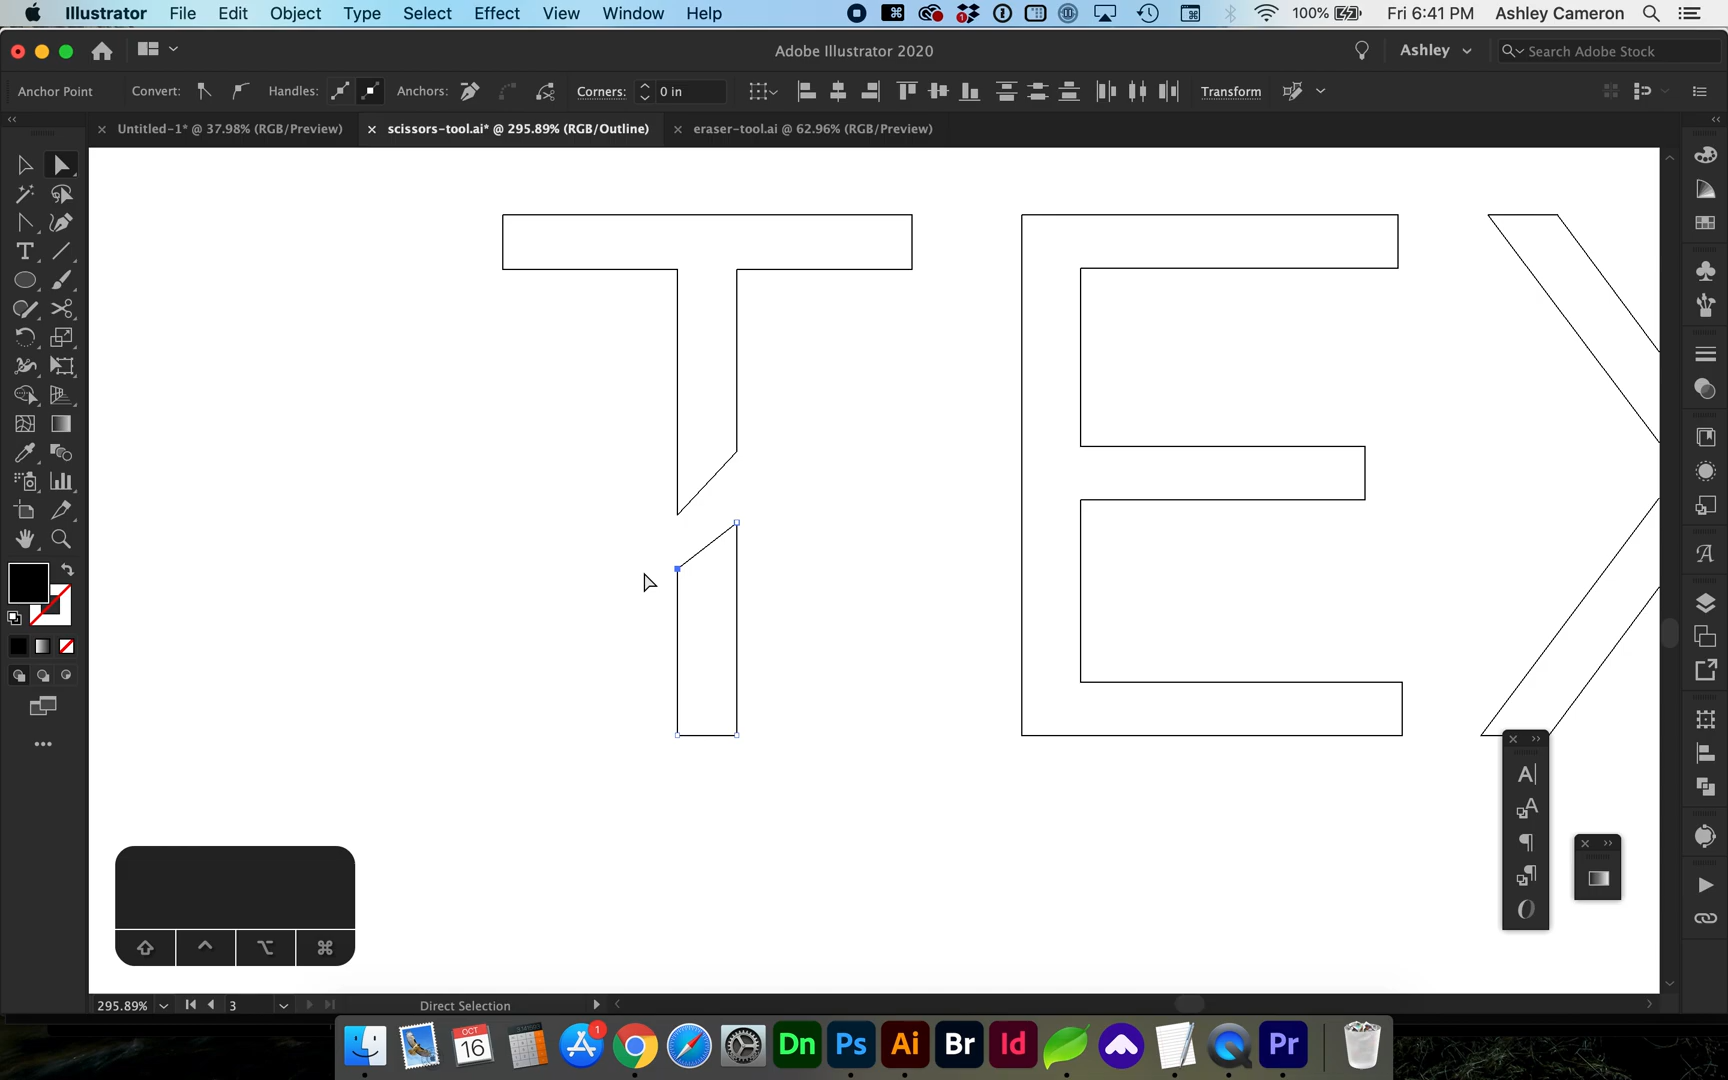 Illustrator File Edit Object Type Select Effect View Window Help 100% Fri 6:41 PM Ashley Cameron
Adobe Illustrator 2020 Ashley Search Adobe Stock
Anchor Point Convert: Handles: Anchors: Corners: 0 in Transform
Untitled-1* @ 37.98% (RGB/Preview) scissors-tool.ai* @ 295.89% (RGB/Outline) eraser-tool.ai @ 62.96% (RGB/Preview)
TEX
295.89% 3 Direct Selection
OCT
16
1
Dn Ps Ai Br Id Pr